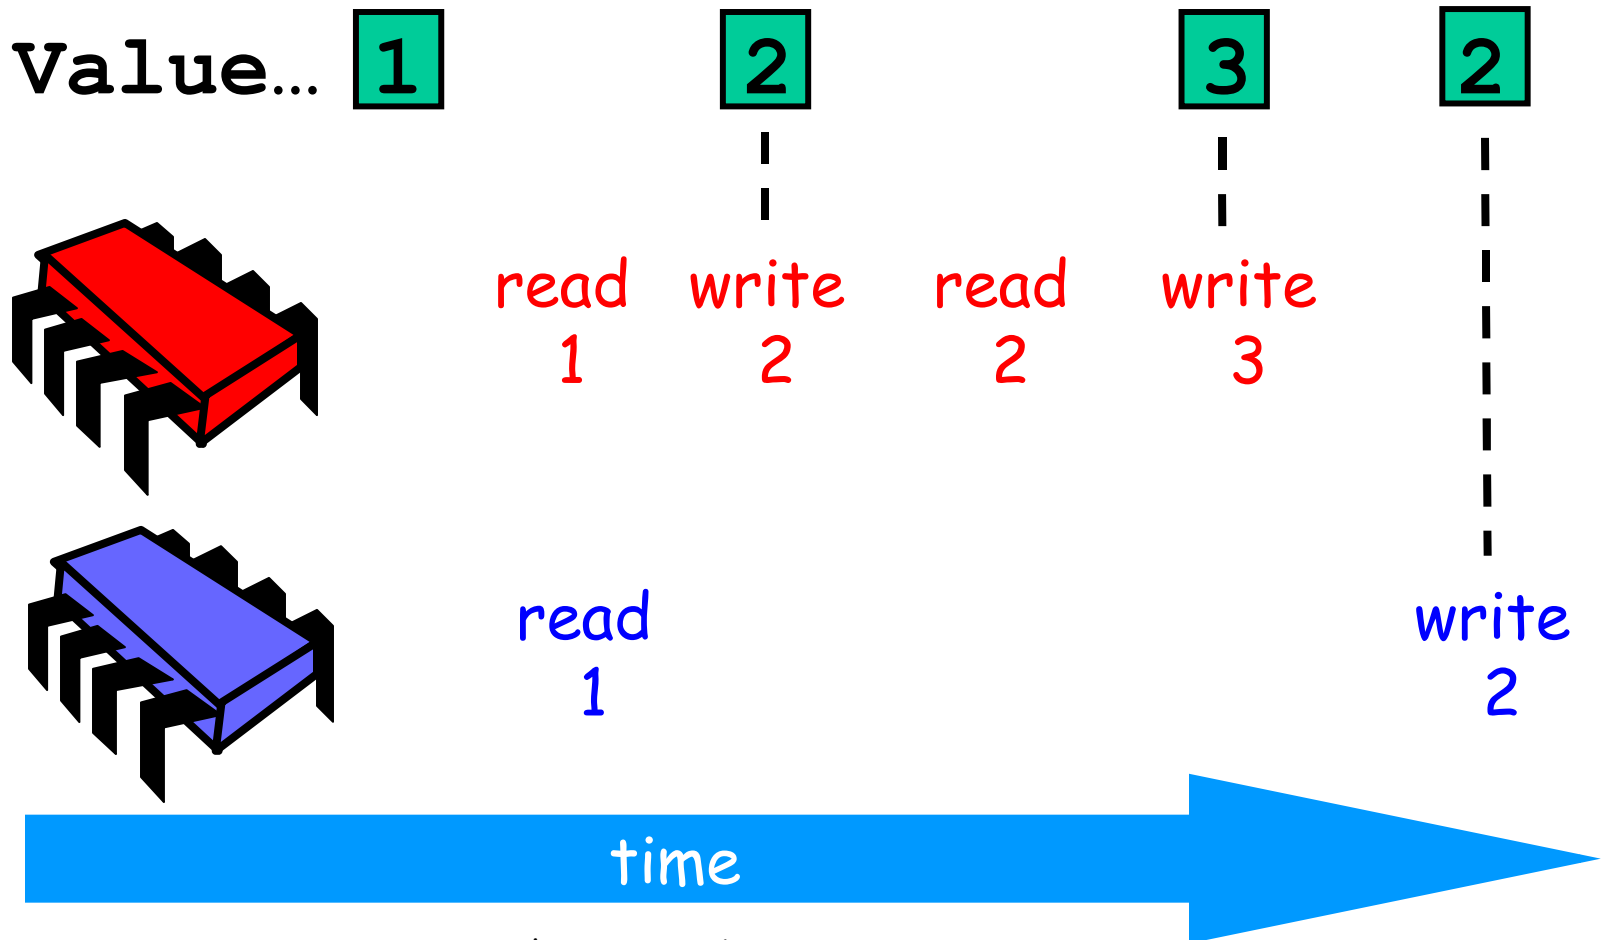 Value… 1 2 3 2
read write read write
1 2 2 3
read write
1 2
time